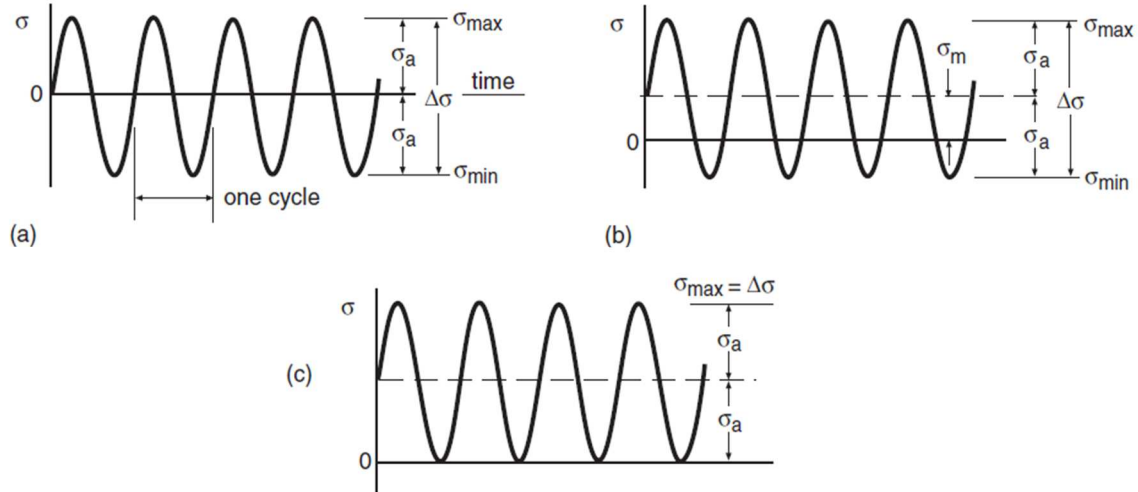 σ
σmax
σa
0
time
Δσ
σa
σmin
one cycle
(a)
σ
σmax
σm
σa
Δσ
0
σa
σmin
(b)
σmax = Δσ
σ
σa
(c)
σa
0